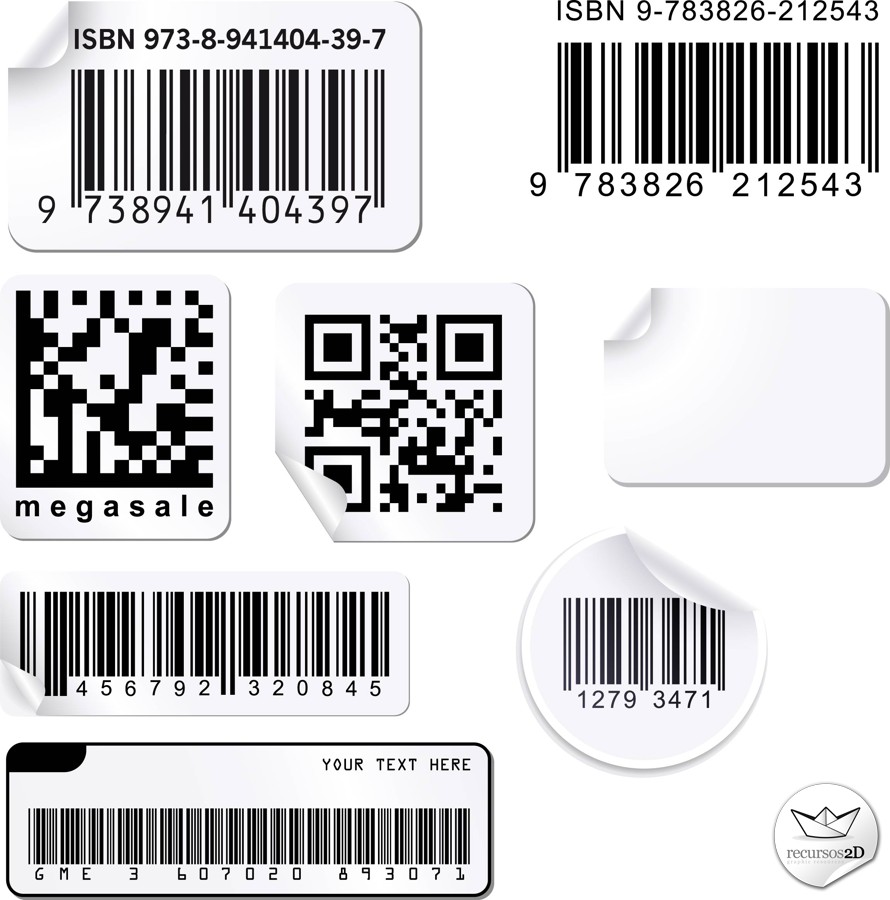 ISBN 973-8-941404-39-7
9 738941 404397
ISBN 9-783826-212543
9 783826 212543
megasale
456792 320845
1279 3471
YOUR TEXT HERE
GME 3 607020 893071
recursos2D